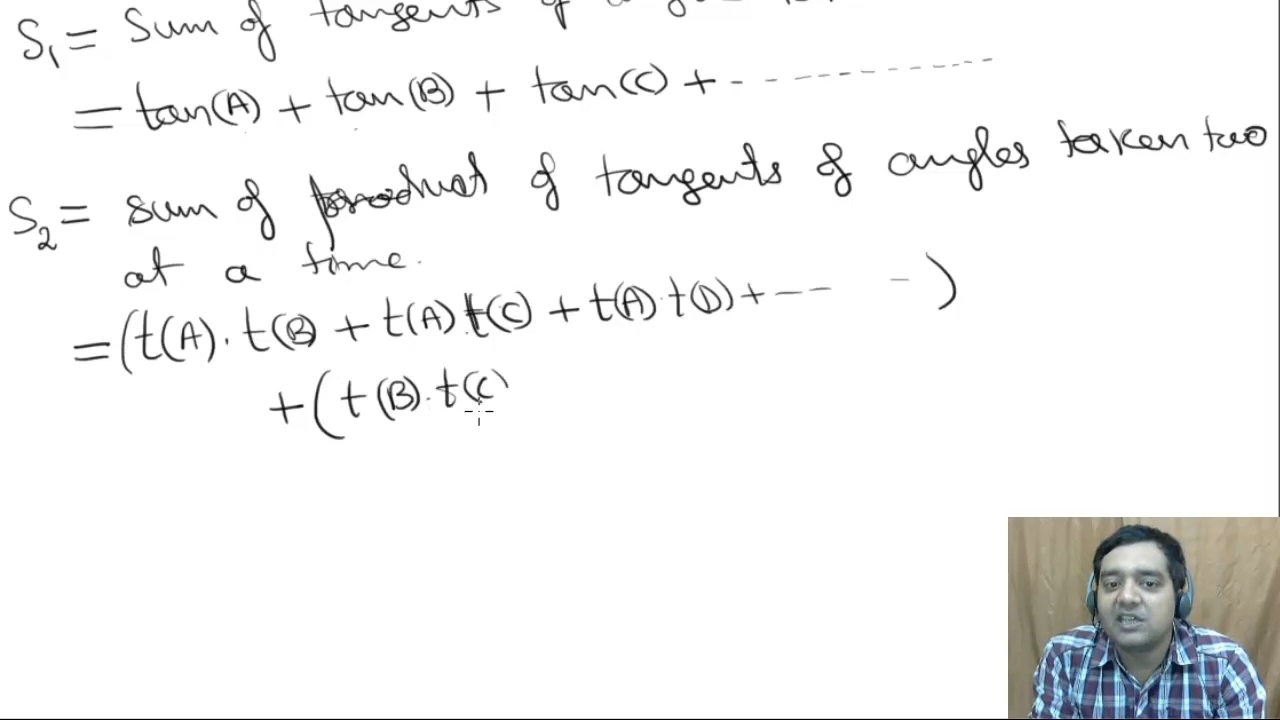 S₁ = Sum of tangents of
= tan(A) + tan(B) + tan(C) + - - - - - - - - - - - -
S₂ = sum of product of tangents of angles taken two
at a time.
= (t(A). t(B) + t(A) t(C) + t(A). t(D) + - - - - )
+ (t(B). t(C)